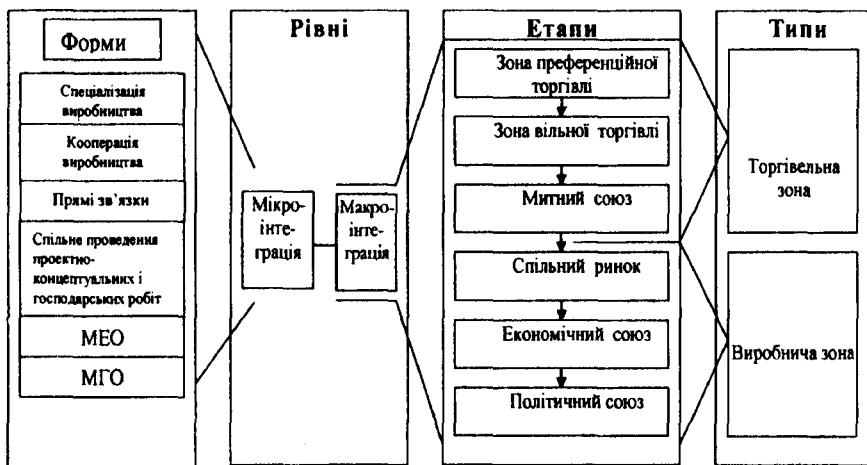 Форми
Спеціалізація
виробництва
Кооперація
виробництва
Прямі зв'язки
Спільне проведення
проектно-
концептуальних і
господарських робіт
МЕО
МГО
Рівні
Мікро-
інте-
грація
Макро-
інте-
грація
Етапи
Зона преференційної
торгівлі
Зона вільної торгівлі
Митний союз
Спільний ринок
Економічний союз
Політичний союз
Типи
Торгівельна
зона
Виробнича зона